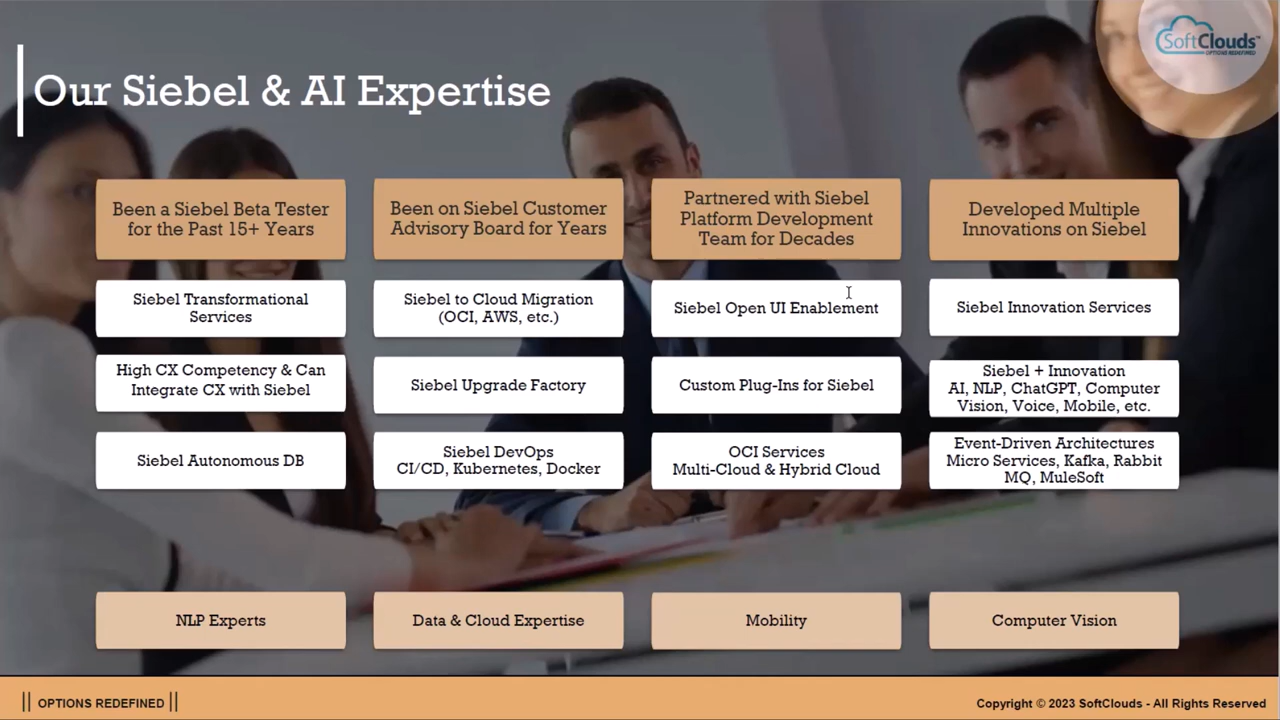 SoftClouds™
OPTIONS REDEFINED
Our Siebel & AI Expertise
Been a Siebel Beta Tester
for the Past 15+ Years
Siebel Transformational
Services
High CX Competency & Can
Integrate CX with Siebel
Siebel Autonomous DB
Been on Siebel Customer
Advisory Board for Years
Siebel to Cloud Migration
(OCI, AWS, etc.)
Siebel Upgrade Factory
Siebel DevOps
CI/CD, Kubernetes, Docker
Partnered with Siebel
Platform Development
Team for Decades
Siebel Open UI Enablement
Custom Plug-Ins for Siebel
OCI Services
Multi-Cloud & Hybrid Cloud
Developed Multiple
Innovations on Siebel
Siebel Innovation Services
Siebel + Innovation
AI, NLP, ChatGPT, Computer
Vision, Voice, Mobile, etc.
Event-Driven Architectures
Micro Services, Kafka, Rabbit
MQ, MuleSoft
NLP Experts
Data & Cloud Expertise
Mobility
Computer Vision
|| OPTIONS REDEFINED ||
Copyright © 2023 SoftClouds - All Rights Reserved